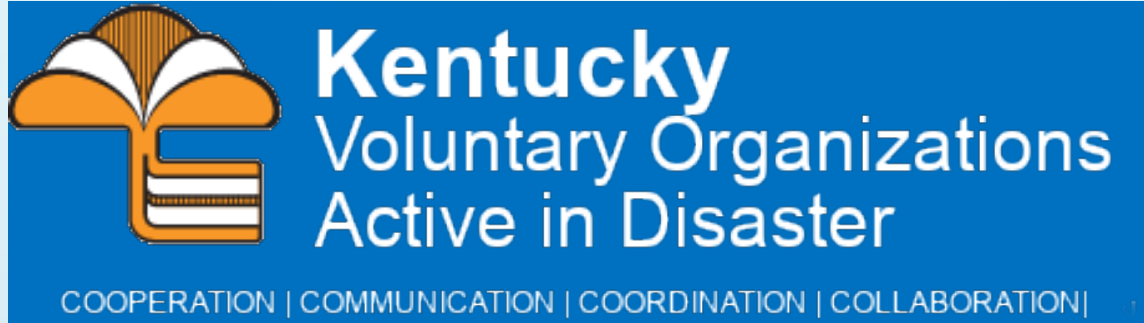 Kentucky
Voluntary Organizations
Active in Disaster
COOPERATION | COMMUNICATION | COORDINATION | COLLABORATION|